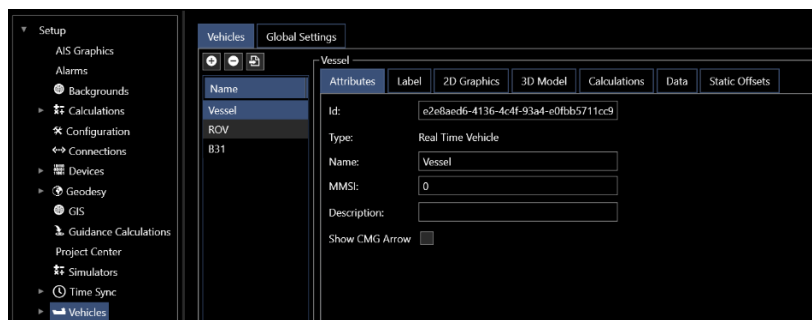 Setup
AIS Graphics
Alarms
Backgrounds
Calculations
Configuration
Connections
Devices
Geodesy
GIS
Guidance Calculations
Project Center
Simulators
Time Sync
Vehicles
Vehicles Global Settings
Name
Vessel
ROV
B31
Vessel
Attributes Label 2D Graphics 3D Model Calculations Data Static Offsets
Id: e2e8aed6-4136-4c4f-93a4-e0fbb5711cc9
Type: Real Time Vehicle
Name: Vessel
MMSI: 0
Description:
Show CMG Arrow